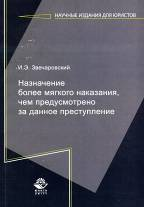 НАУЧНЫЕ ИЗДАНИЯ ДЛЯ ЮРИСТОВ
И.Э. Звечаровский
Назначение
более мягкого наказания,
чем предусмотрено
за данное преступление